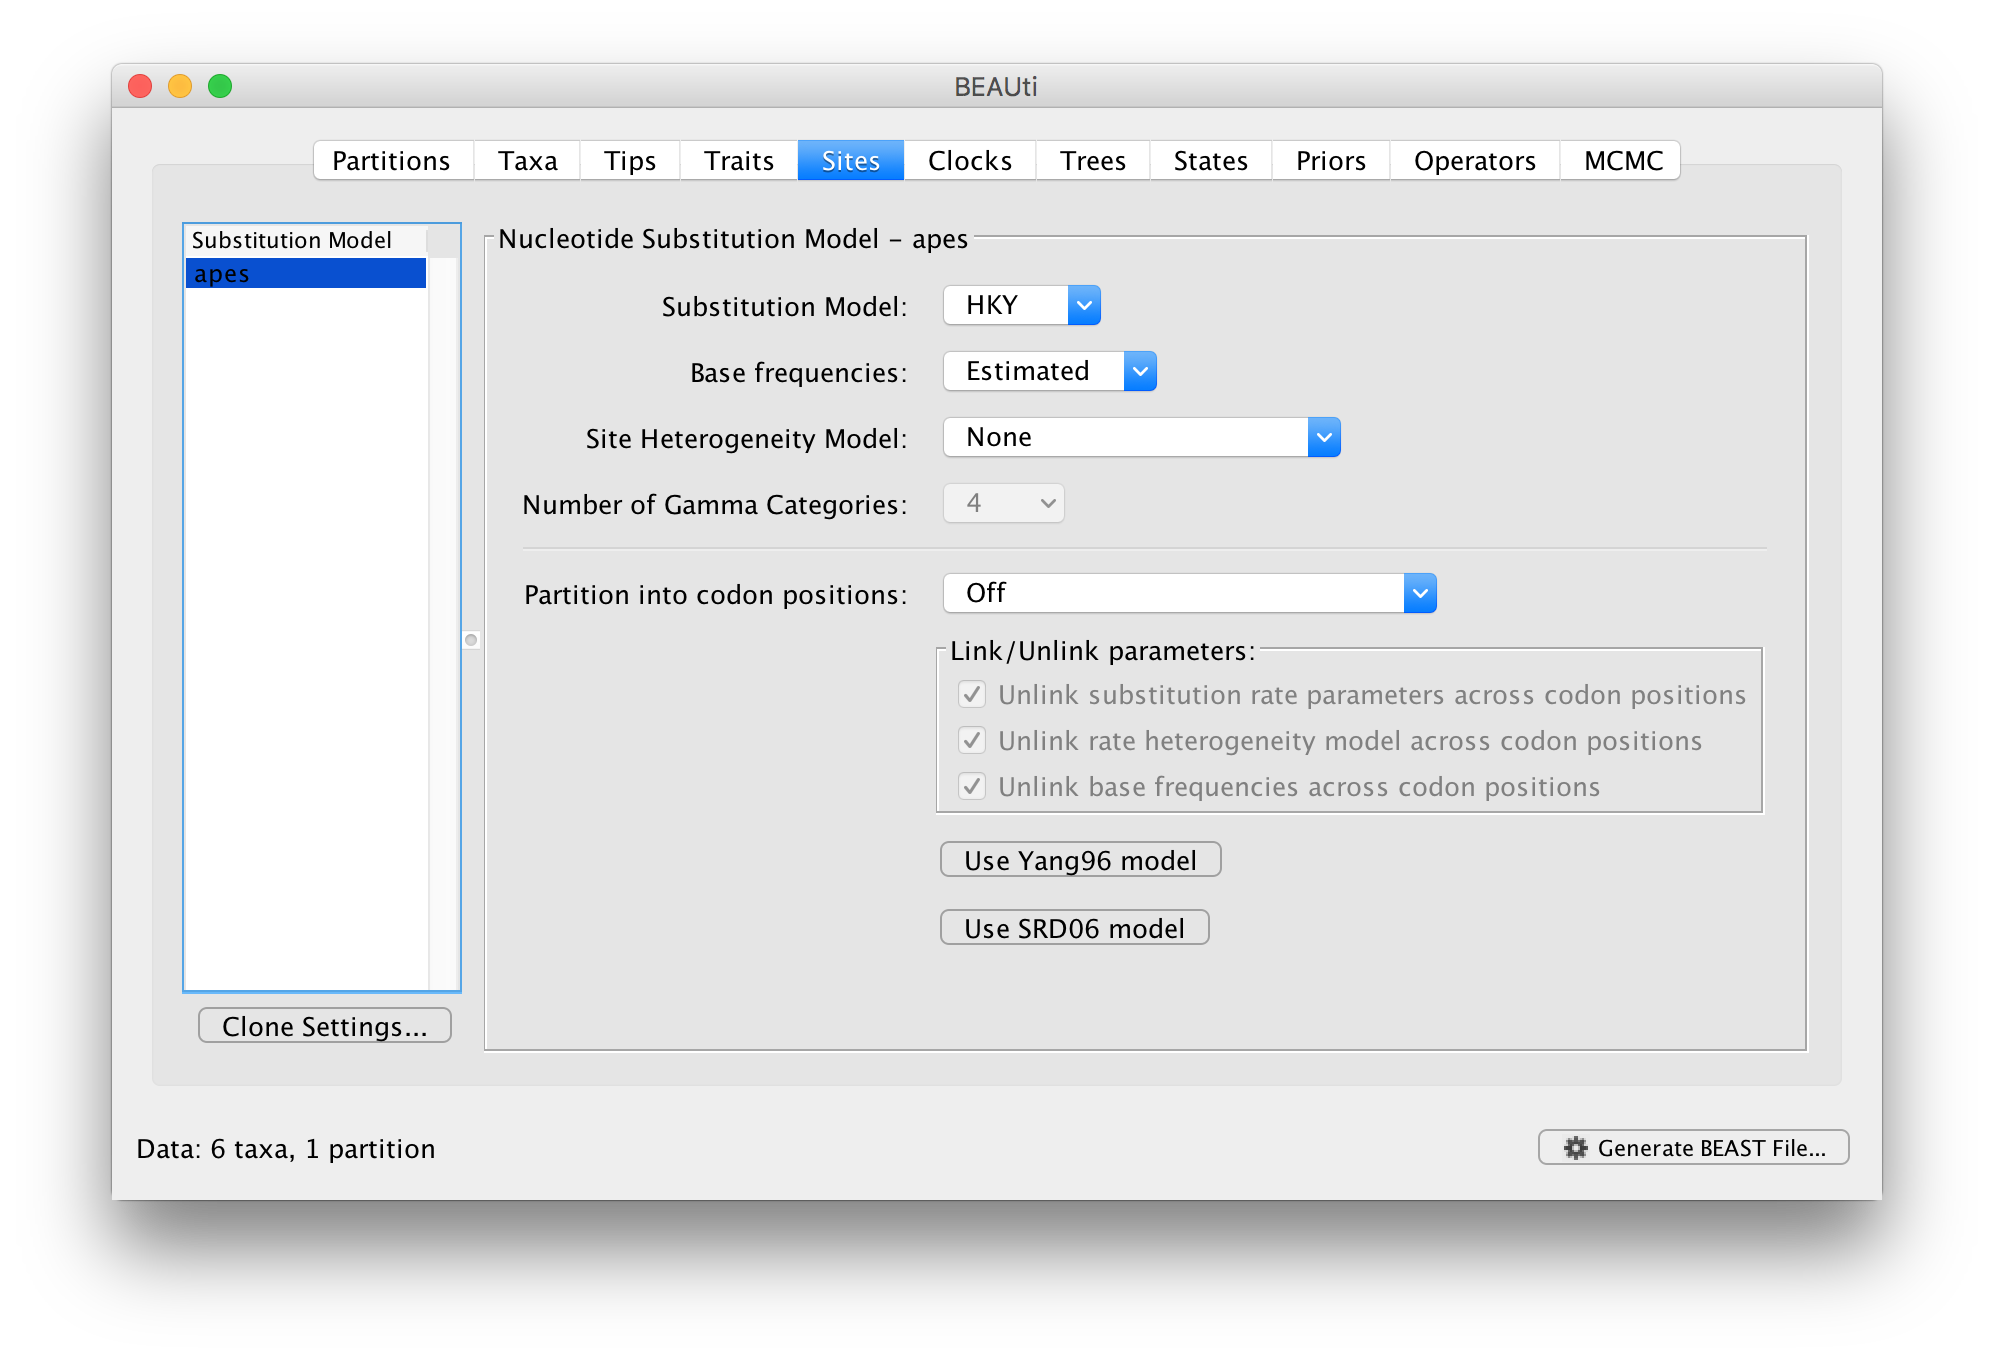 BEAUti
Partitions Taxa Tips Traits Sites Clocks Trees States Priors Operators MCMC
Substitution Model
apes
Clone Settings...
Nucleotide Substitution Model – apes
Substitution Model: HKY
Base frequencies: Estimated
Site Heterogeneity Model: None
Number of Gamma Categories: 4
Partition into codon positions: Off
Link/Unlink parameters:
Unlink substitution rate parameters across codon positions
Unlink rate heterogeneity model across codon positions
Unlink base frequencies across codon positions
Use Yang96 model
Use SRD06 model
Data: 6 taxa, 1 partition
Generate BEAST File...